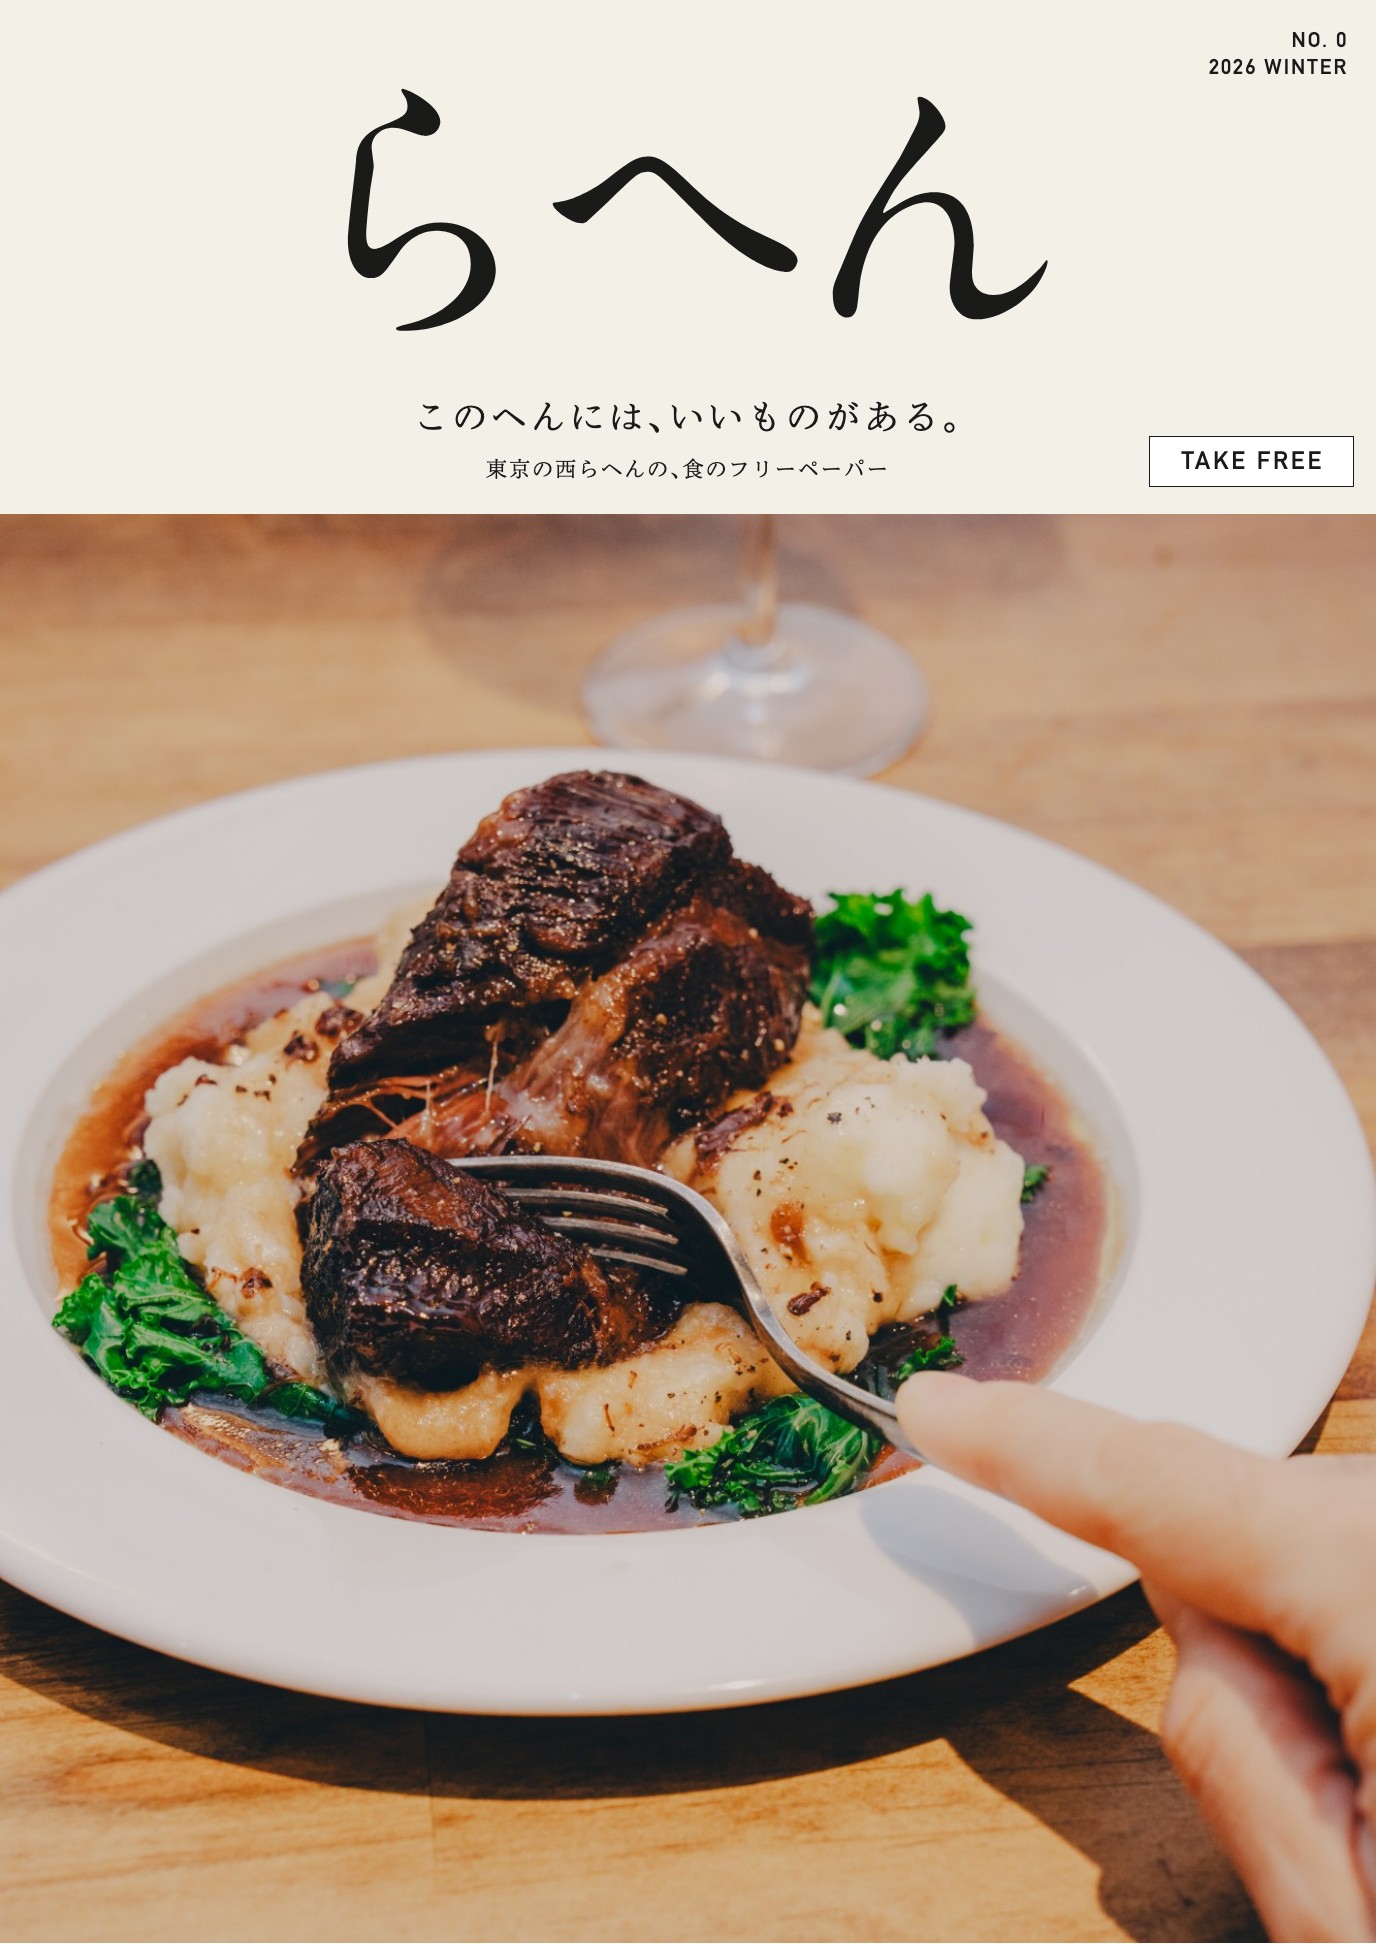 NO. 0
2026 WINTER
らへん
このへんには、いいものがある。
東京の西らへんの、食のフリーペーパー
TAKE FREE